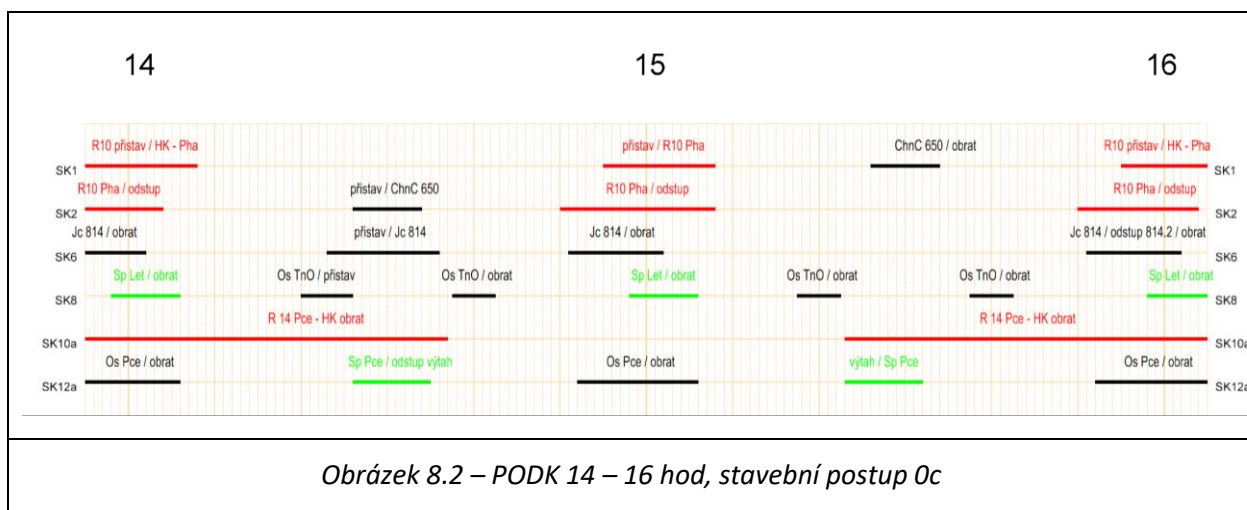 14 15 16
R10 přistav / HK - Pha přistav / R10 Pha ChnC 650 / obrat R10 přistav / HK - Pha
SK1 SK1
R10 Pha / odstup přistav / ChnC 650 R10 Pha / odstup R10 Pha / odstup
SK2 SK2
Jc 814 / obrat přistav / Jc 814 Jc 814 / obrat Jc 814 / odstup 814.2 / obrat
SK6 SK6
Sp Let / obrat Os TnO / přistav Os TnO / obrat Sp Let / obrat Os TnO / obrat Os TnO / obrat Sp Let / obrat
SK8 SK8
R 14 Pce - HK obrat R 14 Pce - HK obrat
SK10a SK10a
Os Pce / obrat Sp Pce / odstup výtah Os Pce / obrat výtah / Sp Pce Os Pce / obrat
SK12a SK12a
Obrázek 8.2 – PODK 14 – 16 hod, stavební postup 0c